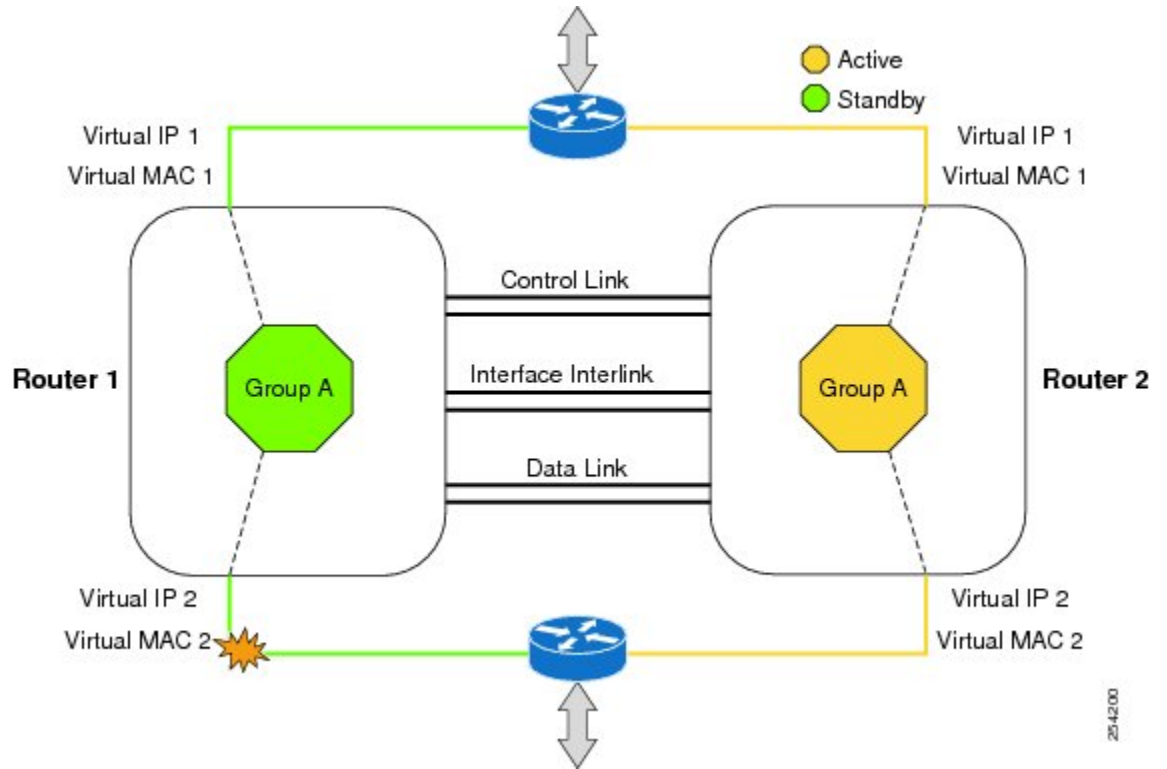 Active
Standby
Virtual IP 1
Virtual MAC 1
Virtual IP 1
Virtual MAC 1
Control Link
Router 1
Group A
Interface Interlink
Group A
Router 2
Data Link
Virtual IP 2
Virtual MAC 2
Virtual IP 2
Virtual MAC 2
254200